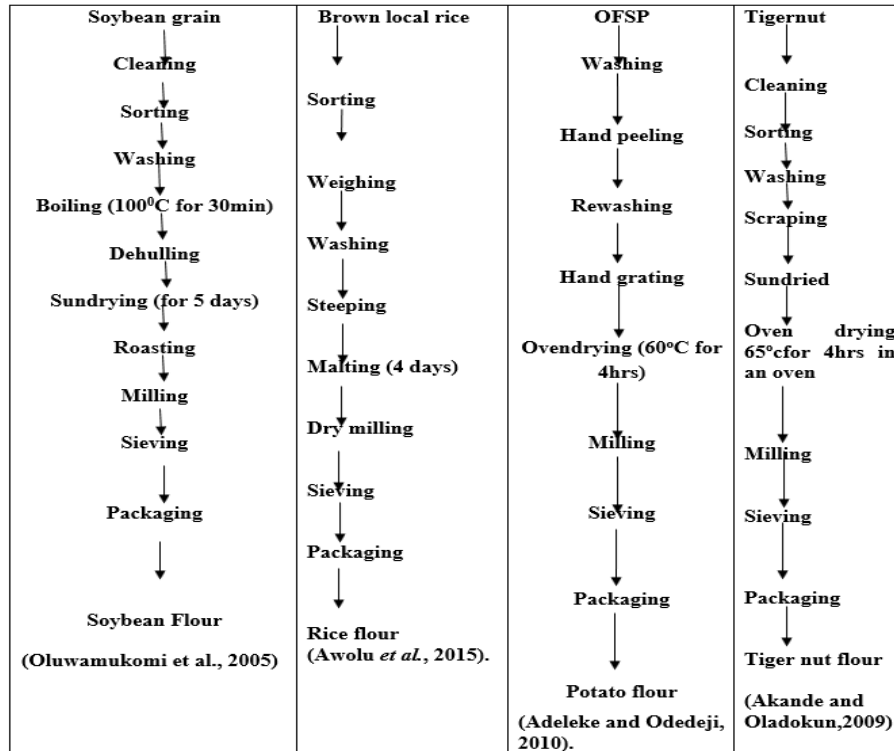 Soybean grain
Cleaning
Sorting
Washing
Boiling (100⁰C for 30min)
Dehulling
Sundrying (for 5 days)
Roasting
Milling
Sieving
Packaging
Soybean Flour
(Oluwamukomi et al., 2005)
Brown local rice
Sorting
Weighing
Washing
Steeping
Malting (4 days)
Dry milling
Sieving
Packaging
Rice flour
(Awolu et al., 2015).
OFSP
Washing
Hand peeling
Rewashing
Hand grating
Ovendrying (60°C for
4hrs)
Milling
Sieving
Packaging
Potato flour
(Adeleke and Odedeji,
2010).
Tigernut
Cleaning
Sorting
Washing
Scraping
Sundried
Oven drying
65°cfor 4hrs in
an oven
Milling
Sieving
Packaging
Tiger nut flour
(Akande and
Oladokun,2009)